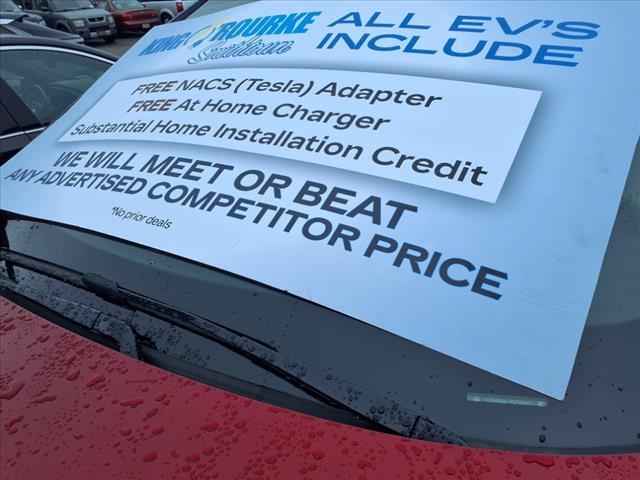 KING O'ROURKE
Smithtown
ALL EV'S
INCLUDE
FREE NACS (Tesla) Adapter
FREE At Home Charger
Substantial Home Installation Credit
WE WILL MEET OR BEAT
ANY ADVERTISED COMPETITOR PRICE
*No prior deals